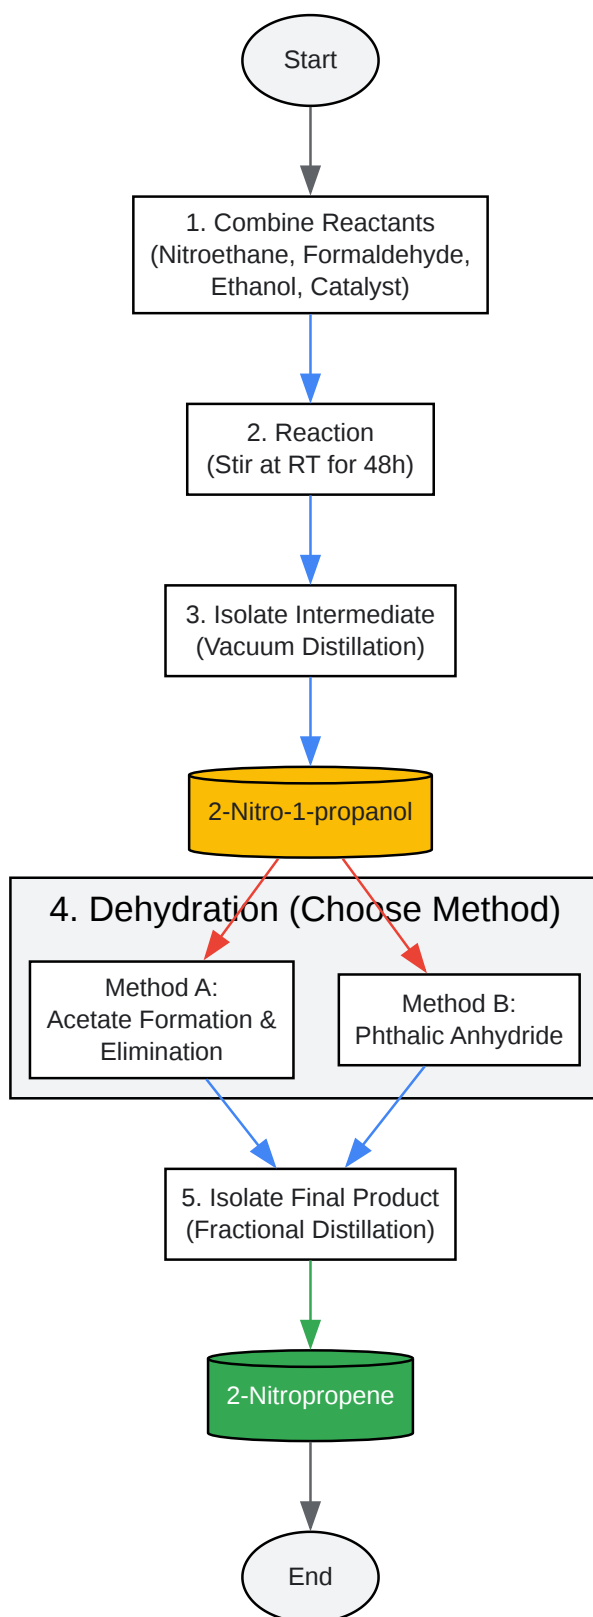 Start
1. Combine Reactants
(Nitroethane, Formaldehyde,
Ethanol, Catalyst)
2. Reaction
(Stir at RT for 48h)
3. Isolate Intermediate
(Vacuum Distillation)
2-Nitro-1-propanol
4. Dehydration (Choose Method)
Method A:
Acetate Formation &
Elimination
Method B:
Phthalic Anhydride
5. Isolate Final Product
(Fractional Distillation)
2-Nitropropene
End